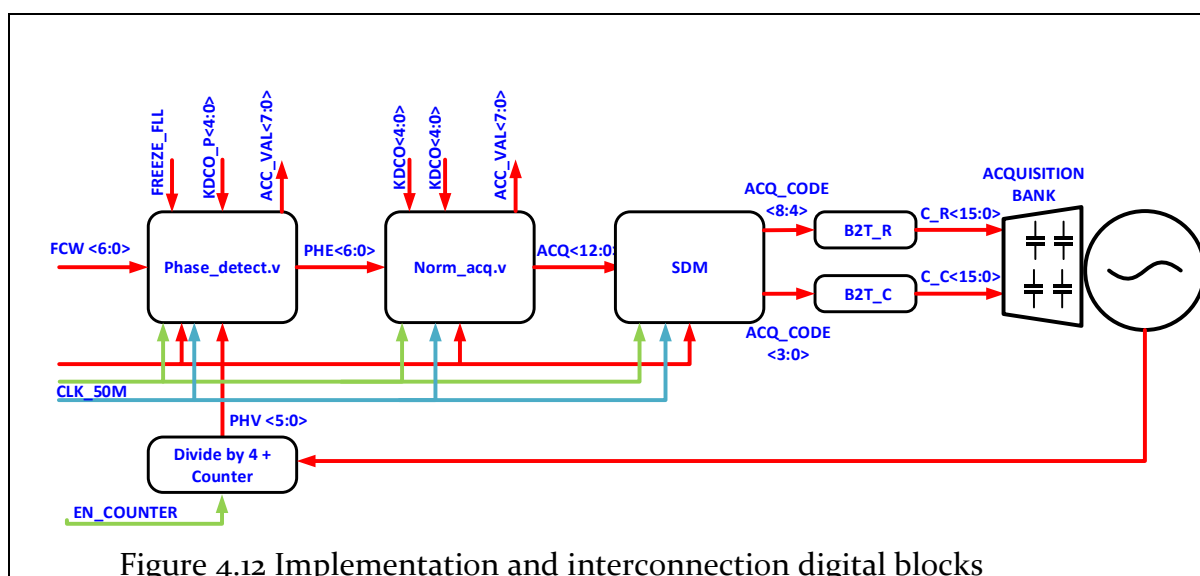 FREEZE_FLL
KDCO_P<4:0>
ACC_VAL<7:0>
KDCO<4:0>
KDCO<4:0>
ACC_VAL<7:0>
ACQ_CODE
<8:4>
ACQUISITION
BANK
FCW <6:0>
Phase_detect.v
PHE<6:0>
Norm_acq.v
ACQ<12:0>
SDM
B2T_R
C_R<15:0>
B2T_C
C_C<15:0>
ACQ_CODE
<3:0>
CLK_50M
PHV <5:0>
Divide by 4 +
Counter
EN_COUNTER
Figure 4.12 Implementation and interconnection digital blocks